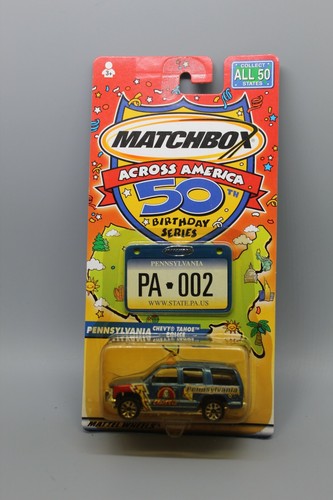 3+
COLLECT
ALL 50
STATES
MATCHBOX
ACROSS AMERICA
50TH
BIRTHDAY
SERIES
PENNSYLVANIA
PA•002
WWW.STATE.PA.US
PENNSYLVANIA CHEVY® TAHOE™
POLICE
Pennsylvania
MATTEL WHEELS